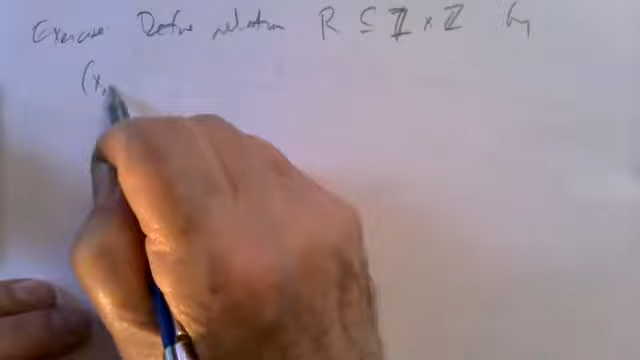 Exercise Define relation R ⊆ ℤ × ℤ by
(x,